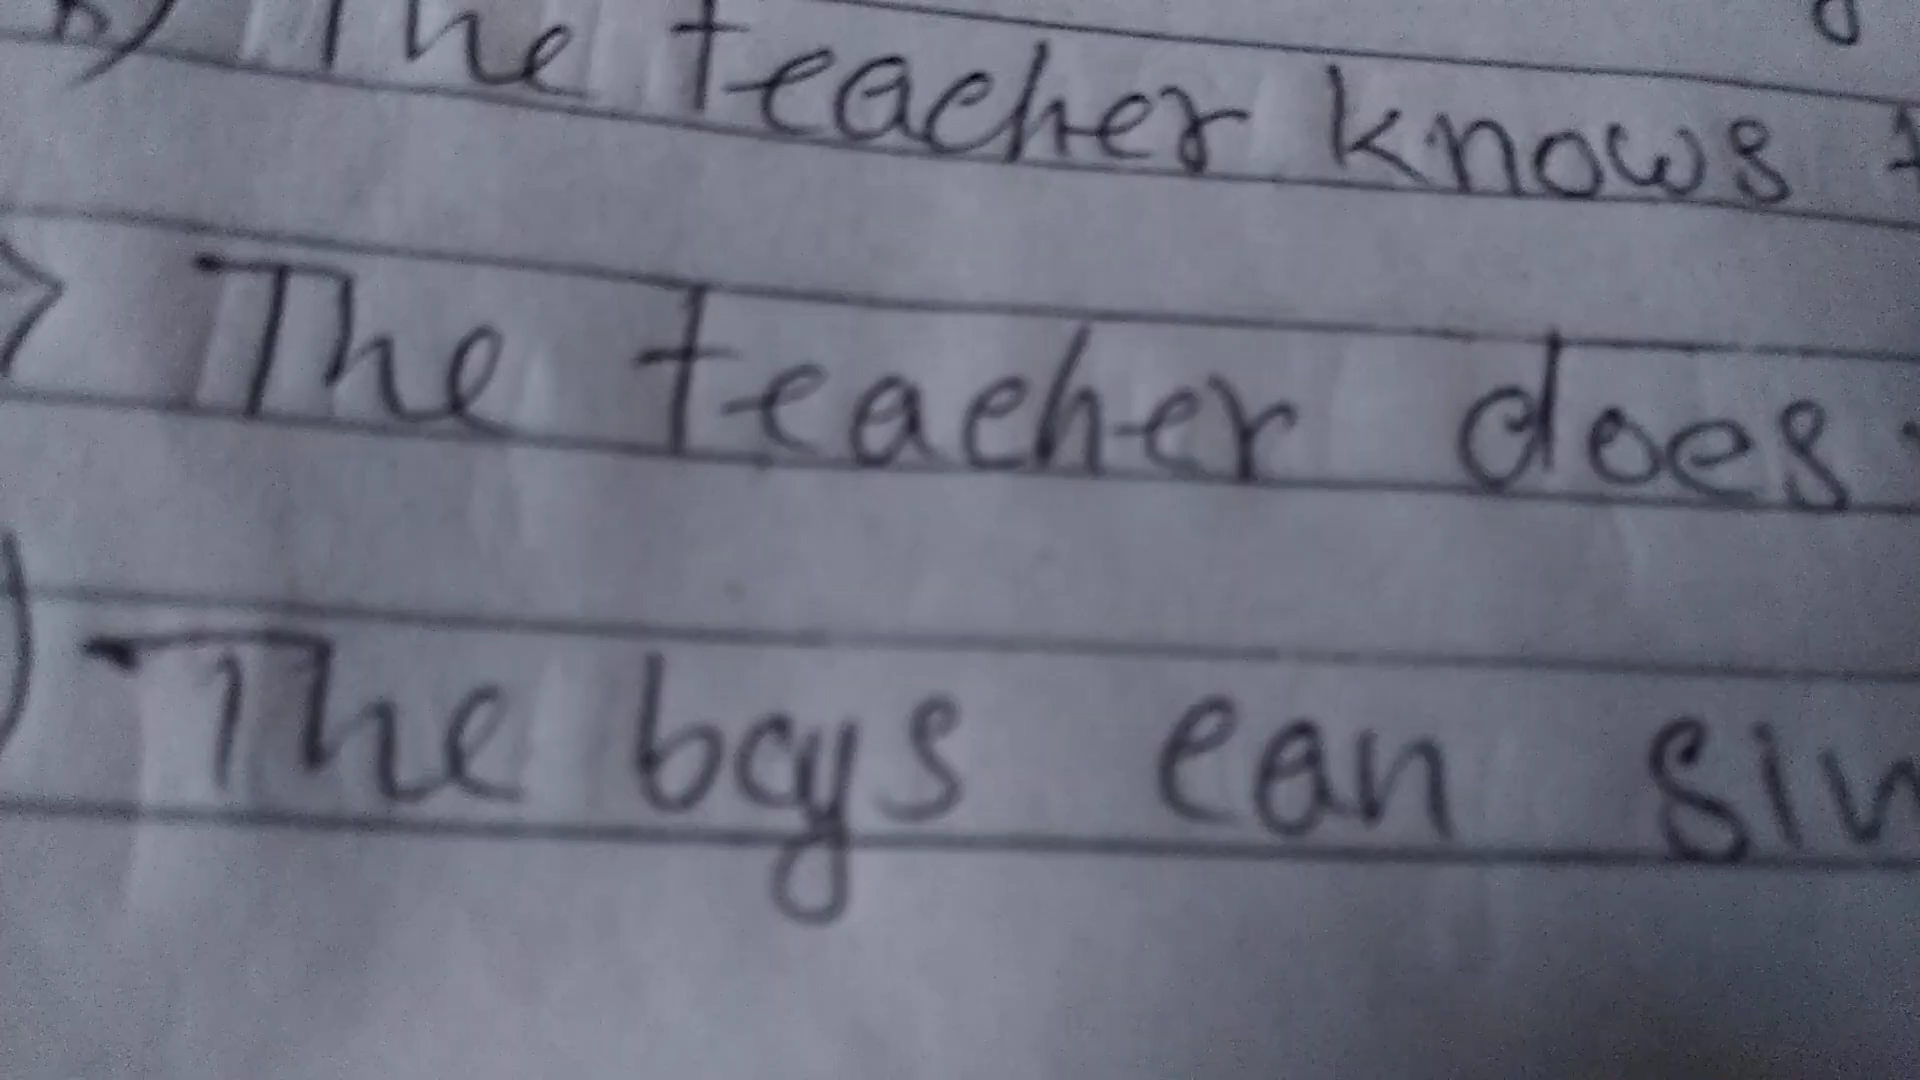 The teacher knows
The teacher does
The boys can